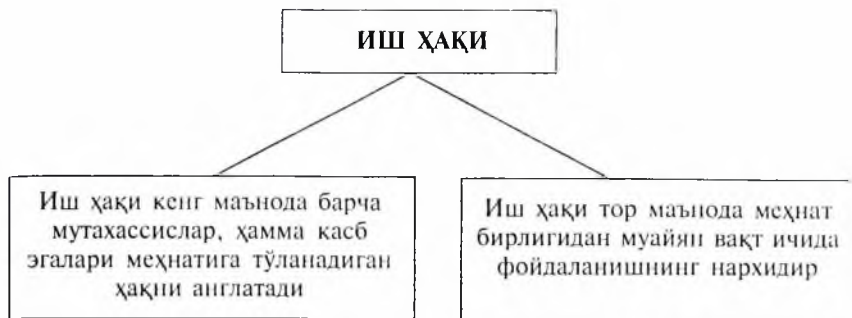 ИШ ҲАҚИ
Иш ҳақи кенг маънода барча
мутахассислар, ҳамма касб
эгалари меҳнатига тўланадиган
ҳақни англатади
Иш ҳақи тор маънода меҳнат
бирлигидан муайян вақт ичида
фойдаланишнинг нархидир